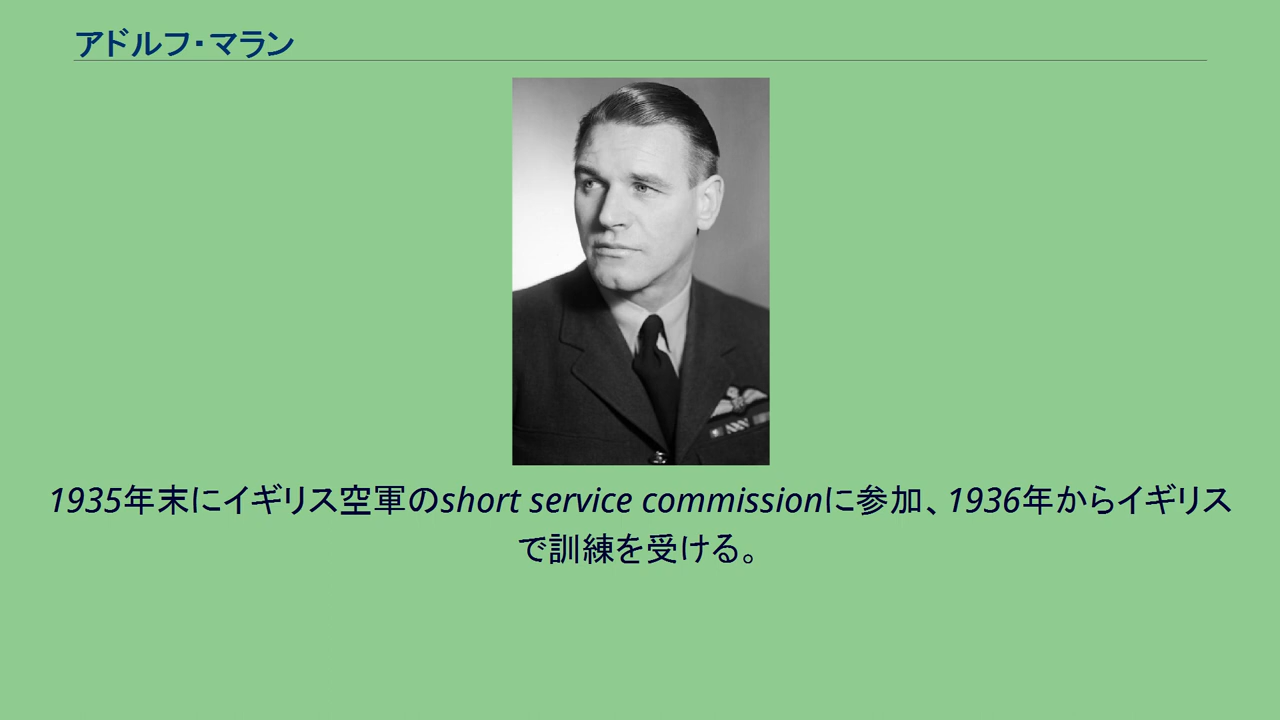 アドルフ・マラン
1935年末にイギリス空軍のshort service commissionに参加、1936年からイギリス
で訓練を受ける。